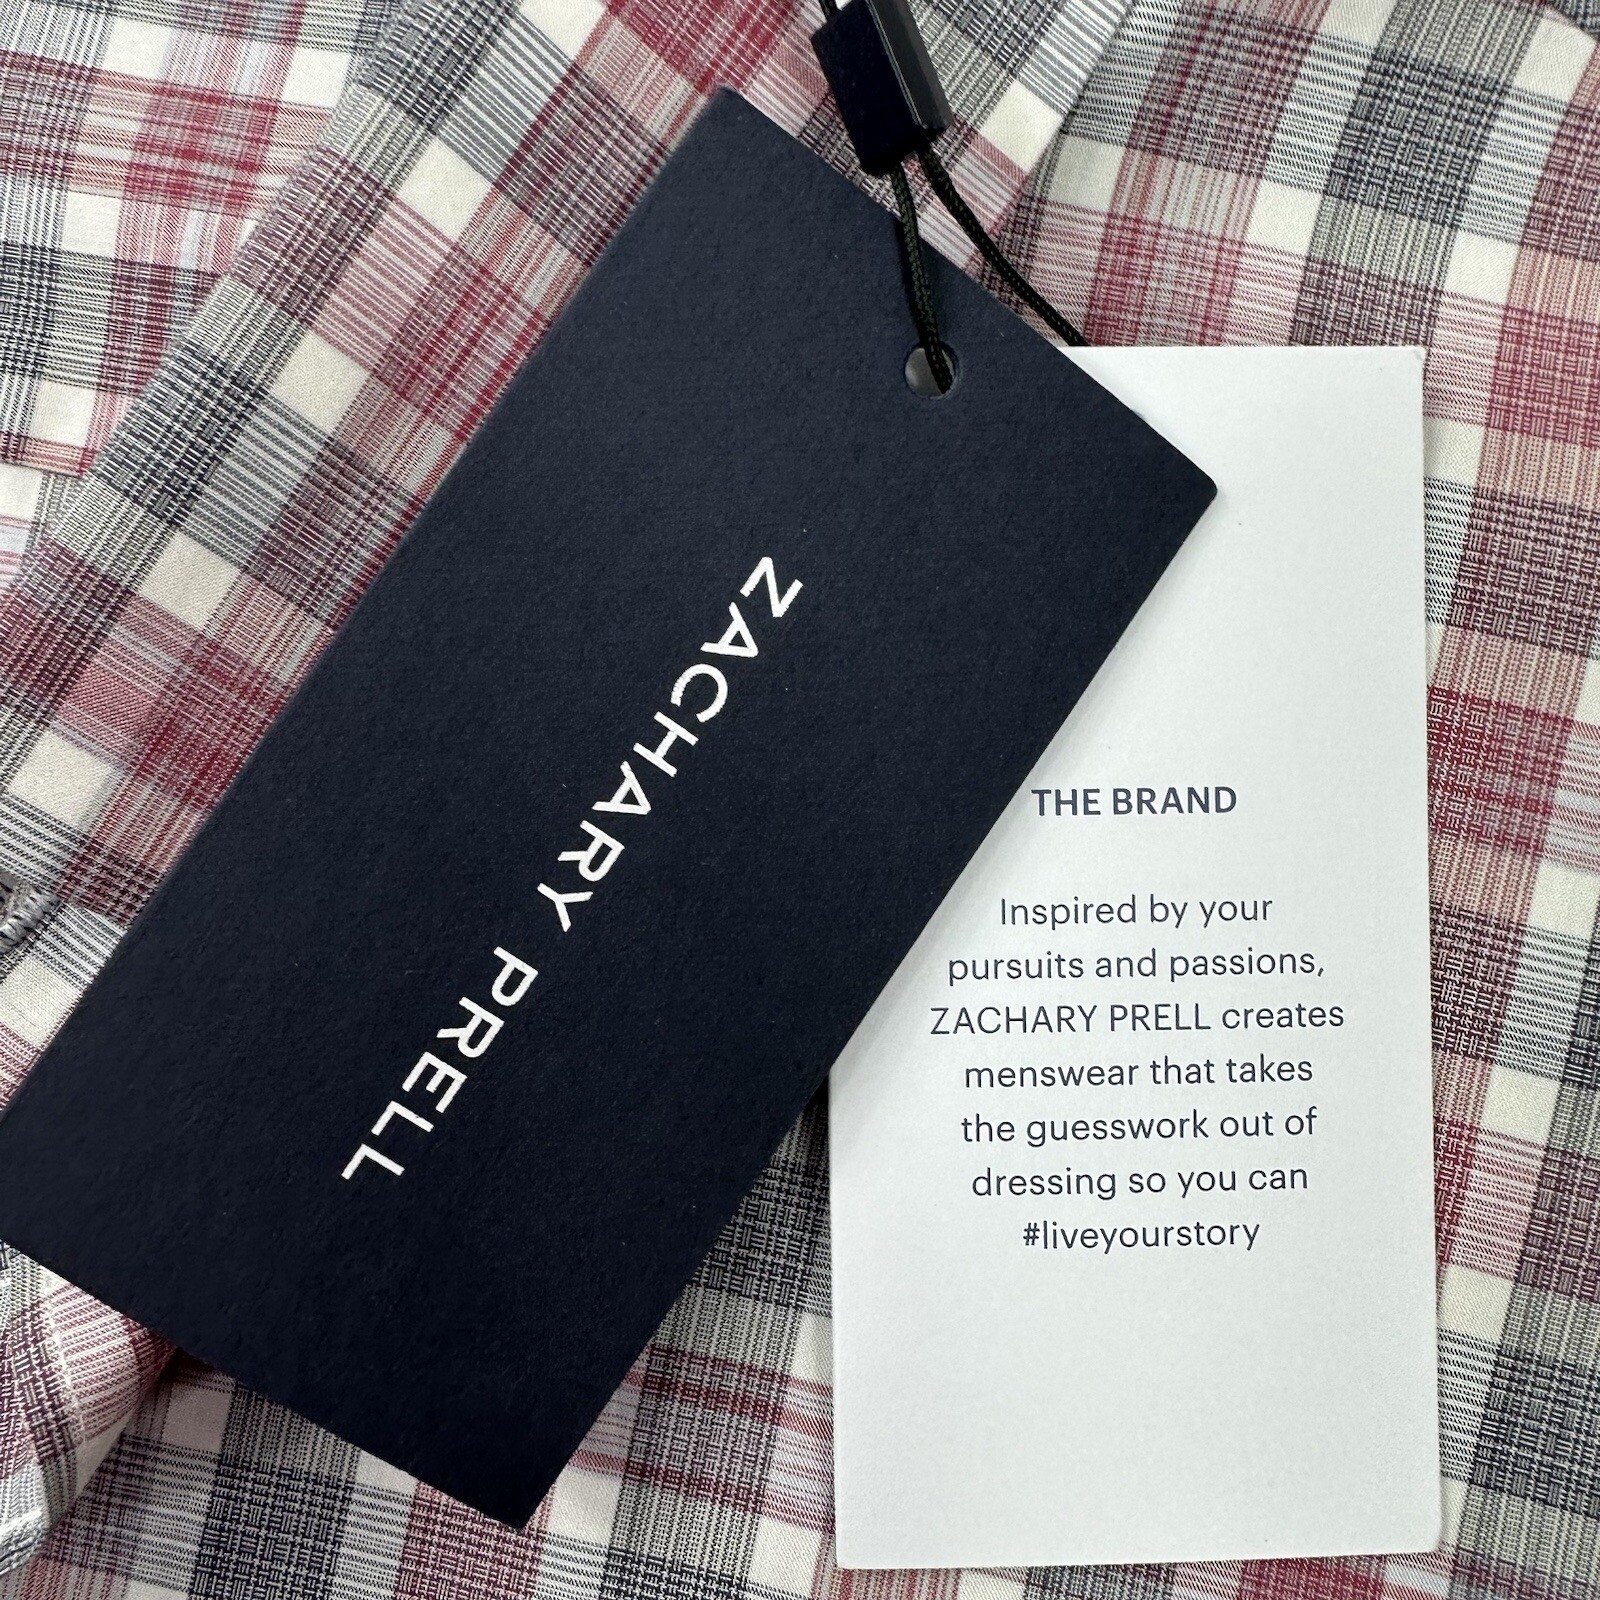 ZACHARY PRELL
THE BRAND
Inspired by your
pursuits and passions,
ZACHARY PRELL creates
menswear that takes
the guesswork out of
dressing so you can
#liveyourstory